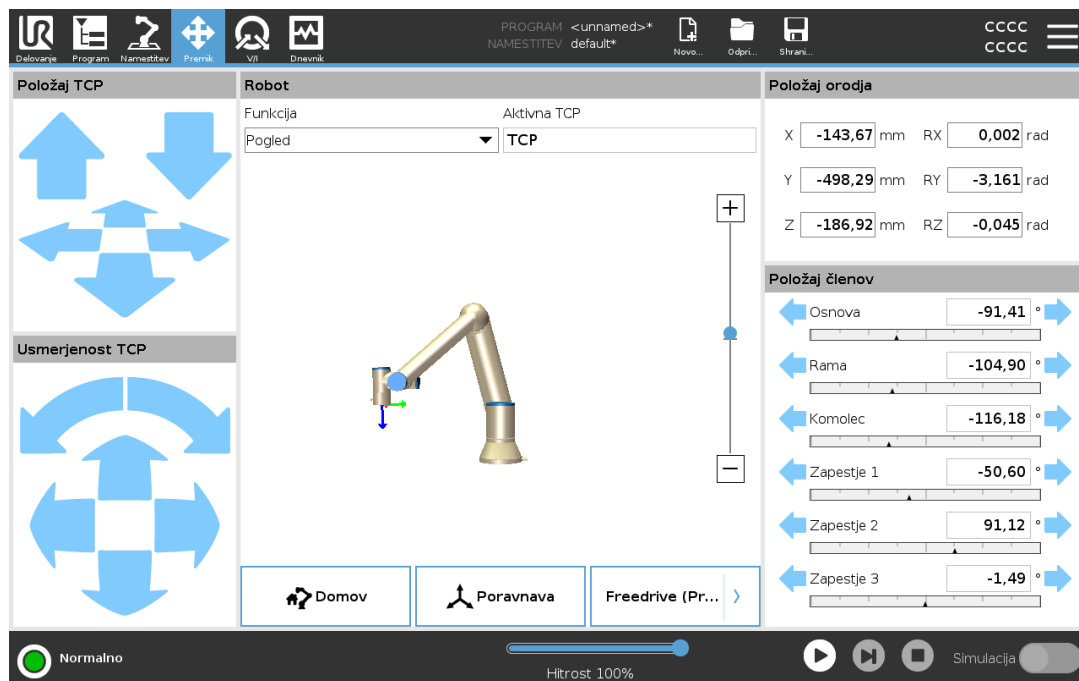 UR
PROGRAM <unnamed>*
NAMESTITEV default*
CCCC
CCCC
Delovanje Program Namestitev Premik V/I Dnevnik Novo... Odpri... Shrani...
Položaj TCP
Usmerjenost TCP
Robot
Funkcija Aktivna TCP
Pogled TCP
Domov Poravnava Freedrive (Pr...
Položaj orodja
X -143,67 mm RX 0,002 rad
Y -498,29 mm RY -3,161 rad
Z -186,92 mm RZ -0,045 rad
Položaj členov
Osnova -91,41 °
Rama -104,90 °
Komolec -116,18 °
Zapestje 1 -50,60 °
Zapestje 2 91,12 °
Zapestje 3 -1,49 °
Normalno
Hitrost 100%
Simulacija